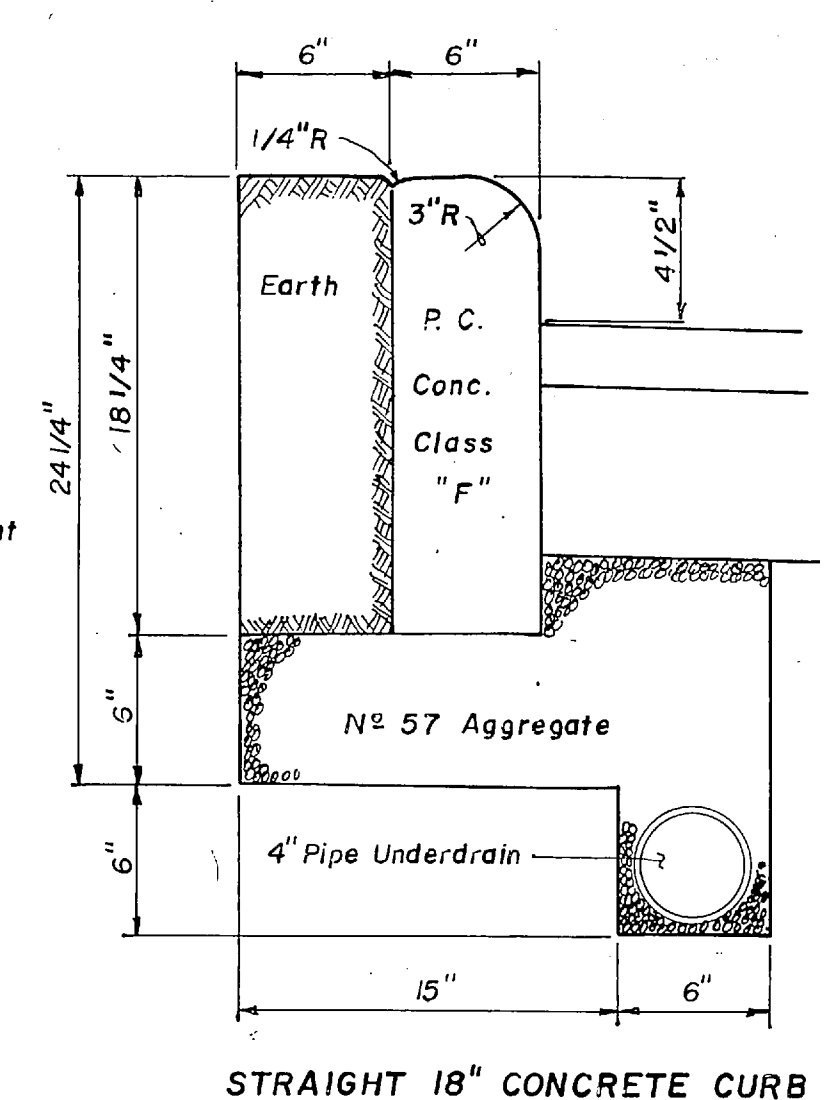 6" 6"
1/4"R
3"R
4 1/2"
Earth
P. C.
Conc.
Class
"F"
24 1/4"
18 1/4"
6"
Nº 57 Aggregate
6"
4" Pipe Underdrain
15" 6"
STRAIGHT 18" CONCRETE CURB